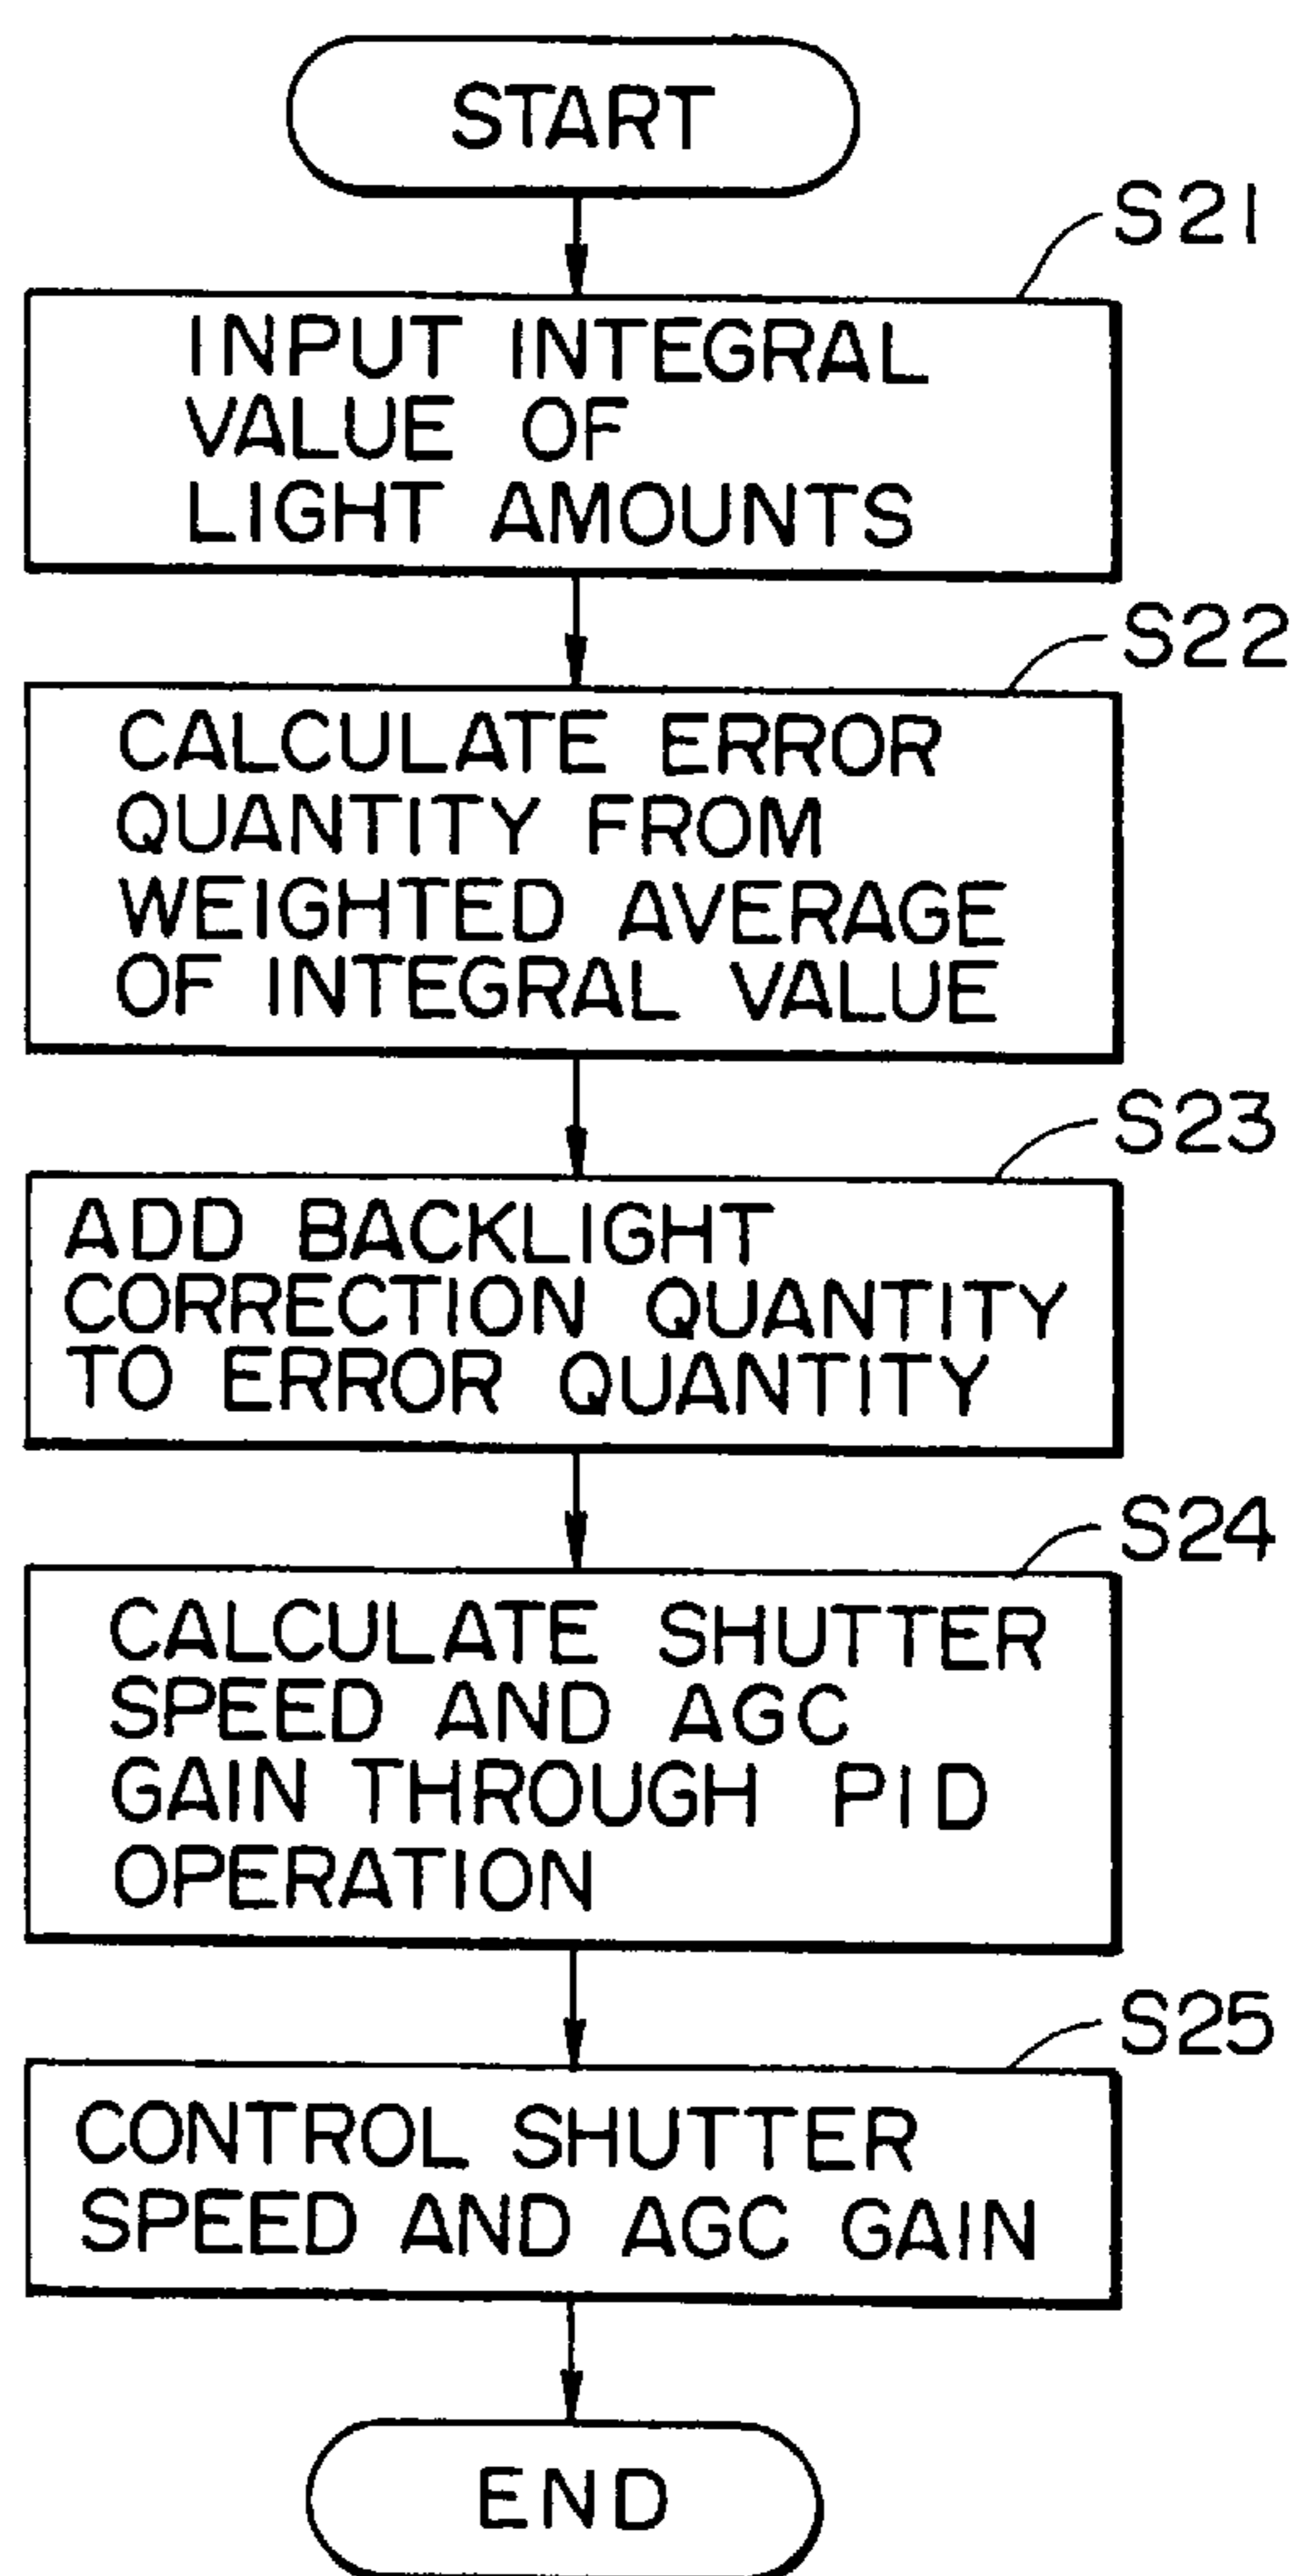 START
S21
INPUT INTEGRAL
VALUE OF
LIGHT AMOUNTS
S22
CALCULATE ERROR
QUANTITY FROM
WEIGHTED AVERAGE
OF INTEGRAL VALUE
S23
ADD BACKLIGHT
CORRECTION QUANTITY
TO ERROR QUANTITY
S24
CALCULATE SHUTTER
SPEED AND AGC
GAIN THROUGH PID
OPERATION
S25
CONTROL SHUTTER
SPEED AND AGC GAIN
END